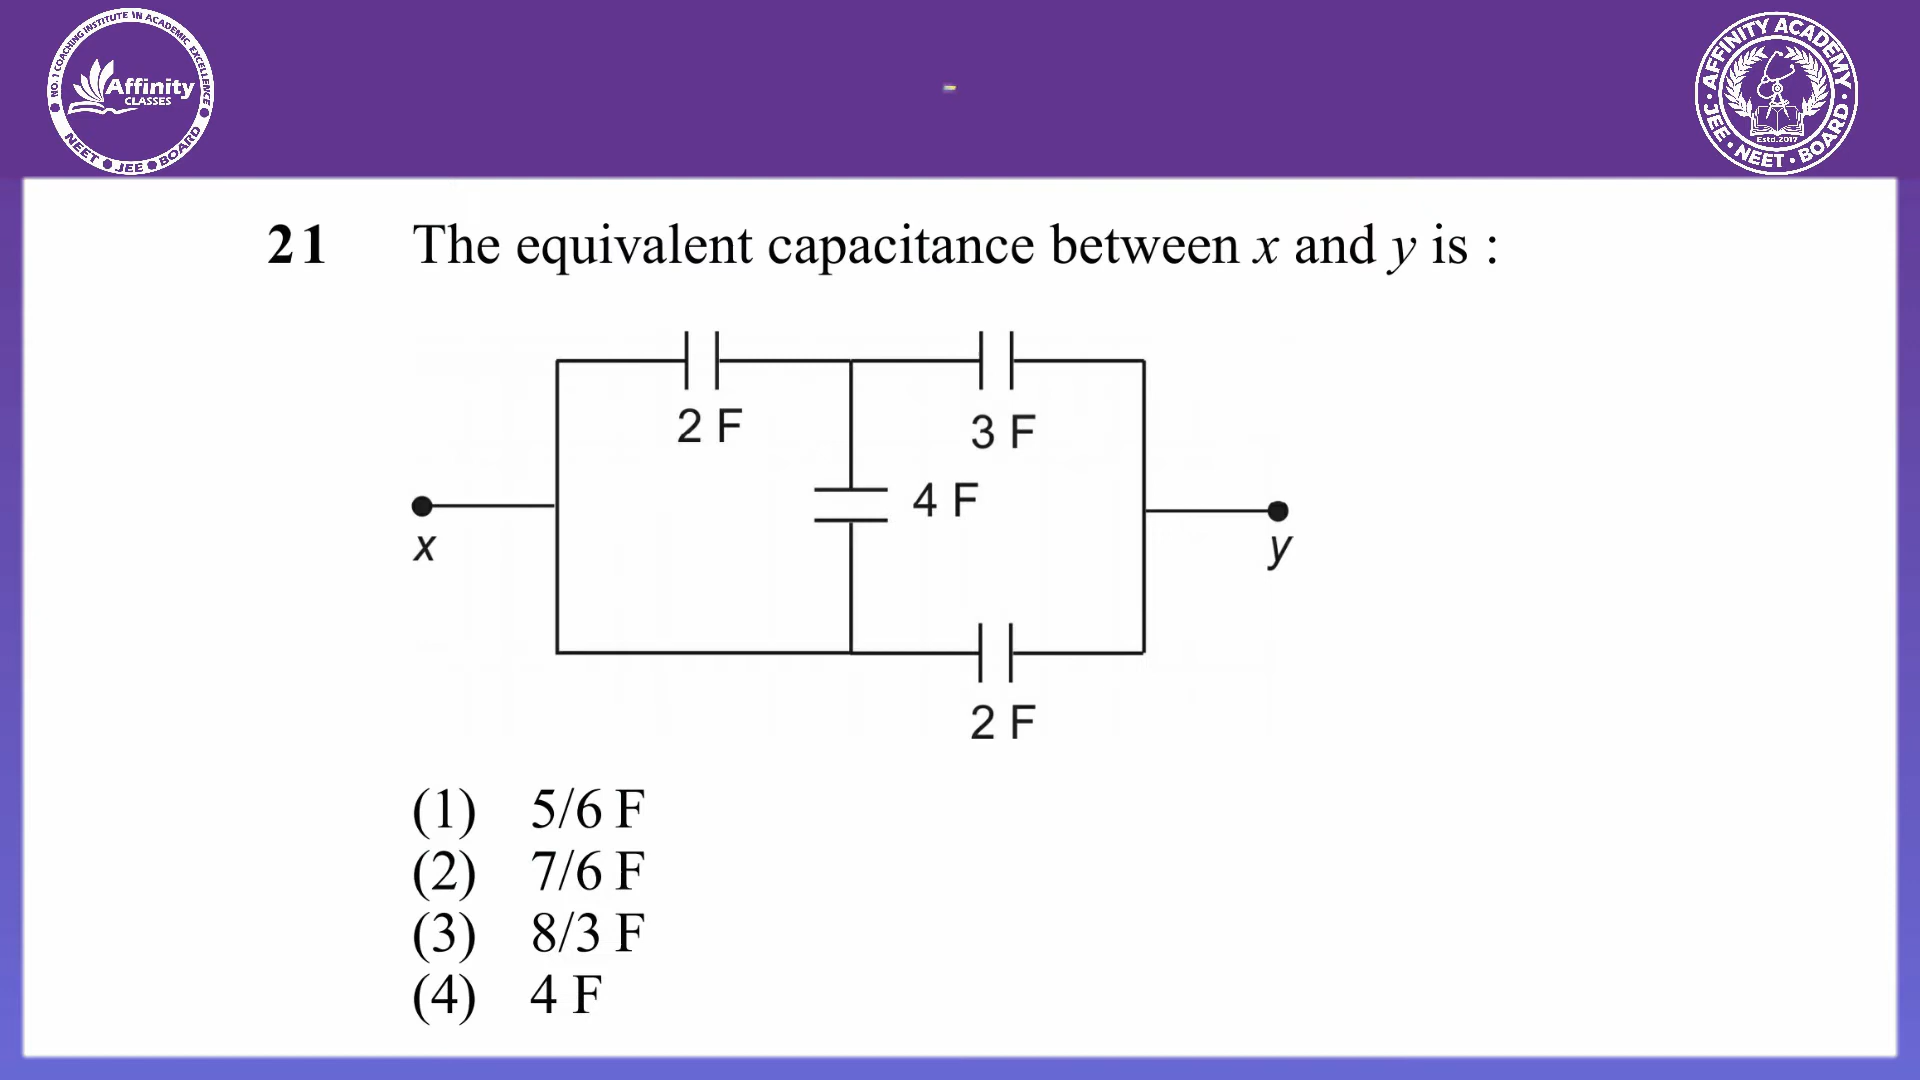 NO.1 COACHING INSTITUTE IN ACADEMIC EXCELLENCE
Affinity
CLASSES
NEET • JEE • BOARD
AFFINITY ACADEMY
Estd.2017
JEE • NEET • BOARD
21 The equivalent capacitance between x and y is :
2 F
3 F
4 F
x
y
2 F
(1) 5/6 F
(2) 7/6 F
(3) 8/3 F
(4) 4 F